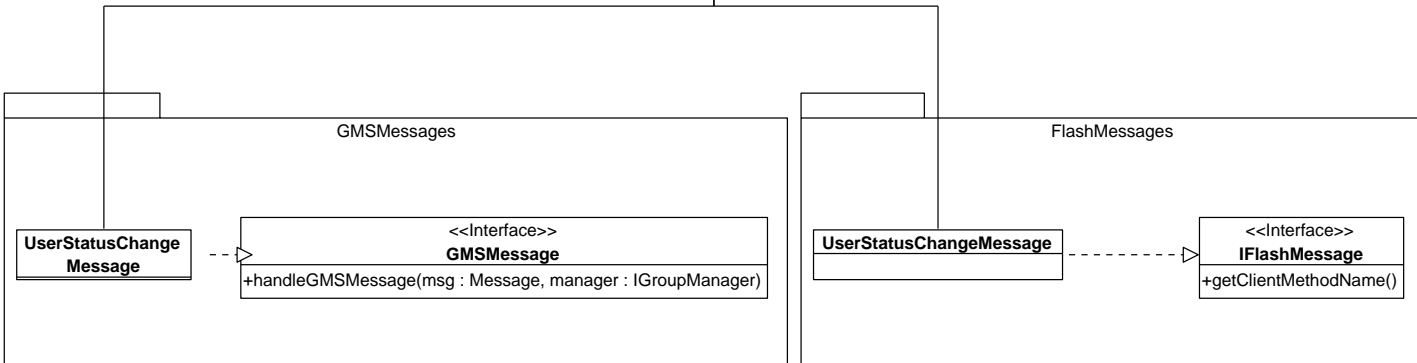 GMSMessages
UserStatusChange
Message
<<Interface>>
GMSMessage
+handleGMSMessage(msg : Message, manager : IGroupManager)
FlashMessages
UserStatusChangeMessage
<<Interface>>
IFlashMessage
+getClientMethodName()